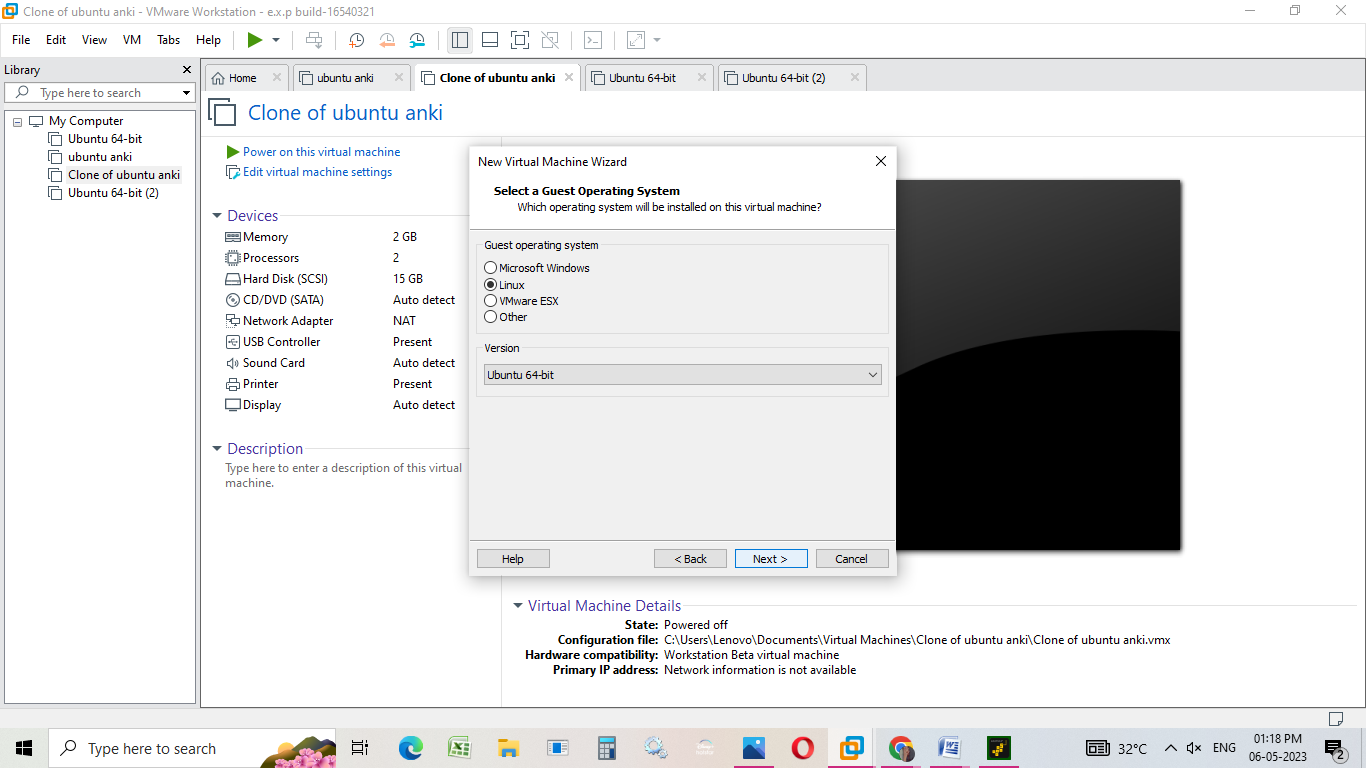 Clone of ubuntu anki - VMware Workstation - e.x.p build-16540321
File Edit View VM Tabs Help
Library
Type here to search
My Computer
Ubuntu 64-bit
ubuntu anki
Clone of ubuntu anki
Ubuntu 64-bit (2)
Home ubuntu anki Clone of ubuntu anki Ubuntu 64-bit Ubuntu 64-bit (2)
Clone of ubuntu anki
Power on this virtual machine
Edit virtual machine settings
Devices
Memory 2 GB
Processors 2
Hard Disk (SCSI) 15 GB
CD/DVD (SATA) Auto detect
Network Adapter NAT
USB Controller Present
Sound Card Auto detect
Printer Present
Display Auto detect
Description
Type here to enter a description of this virtual
machine.
New Virtual Machine Wizard
Select a Guest Operating System
Which operating system will be installed on this virtual machine?
Guest operating system
Microsoft Windows
Linux
VMware ESX
Other
Version
Ubuntu 64-bit
Help < Back Next > Cancel
Virtual Machine Details
State: Powered off
Configuration file: C:\Users\Lenovo\Documents\Virtual Machines\Clone of ubuntu anki\Clone of ubuntu anki.vmx
Hardware compatibility: Workstation Beta virtual machine
Primary IP address: Network information is not available
Type here to search
32°C ENG 01:18 PM
06-05-2023
2